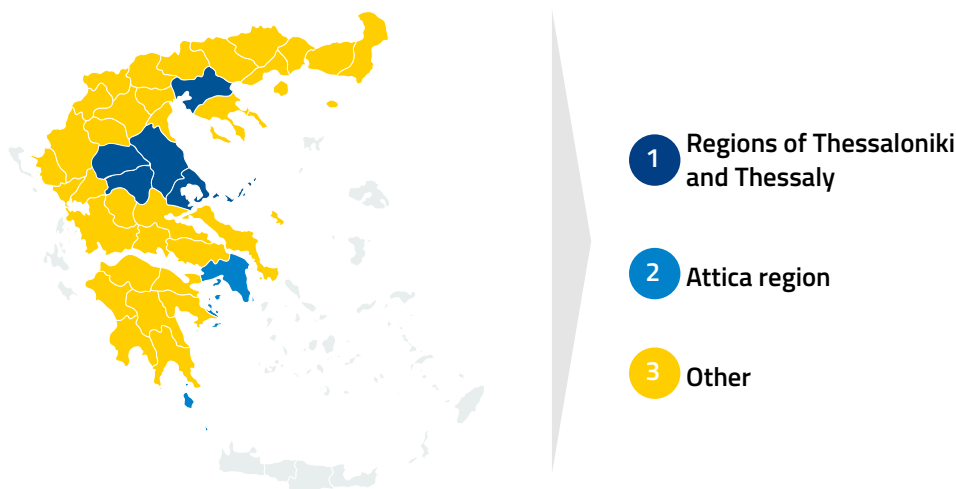 1
Regions of Thessaloniki
and Thessaly
2
Attica region
3
Other